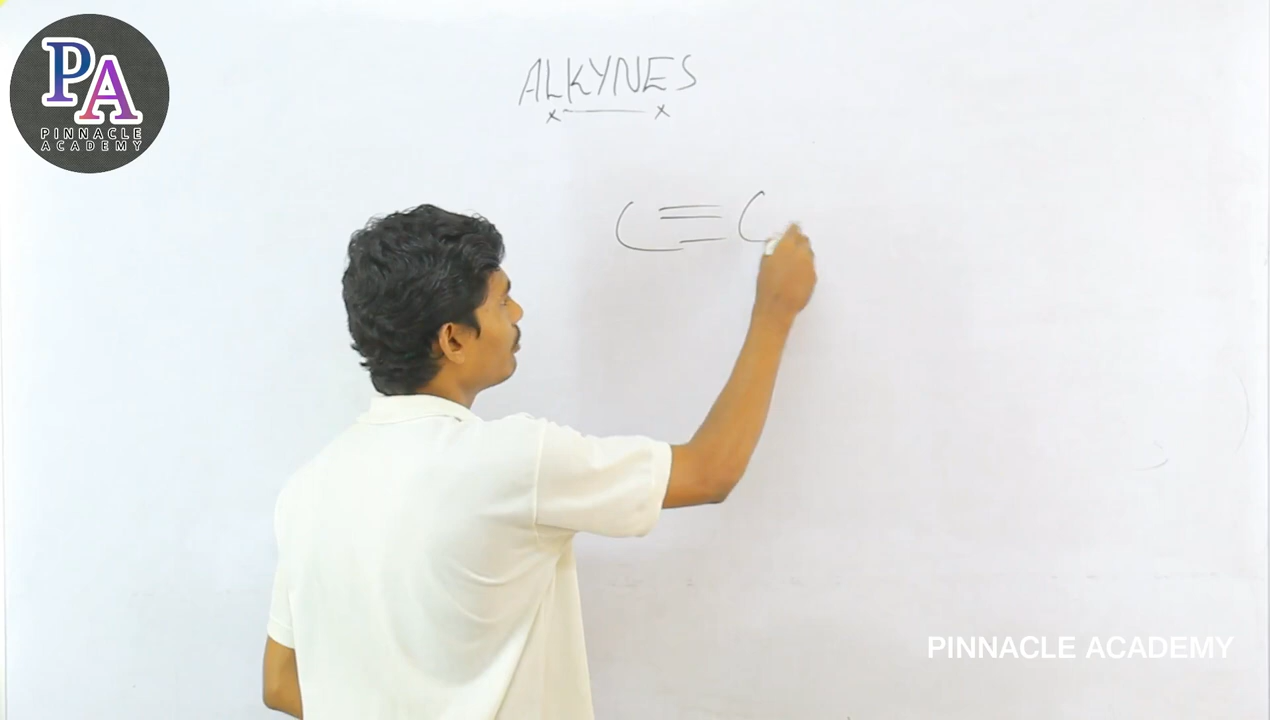 PA
PINNACLE
ACADEMY
ALKYNES
x x
C≡C
PINNACLE ACADEMY